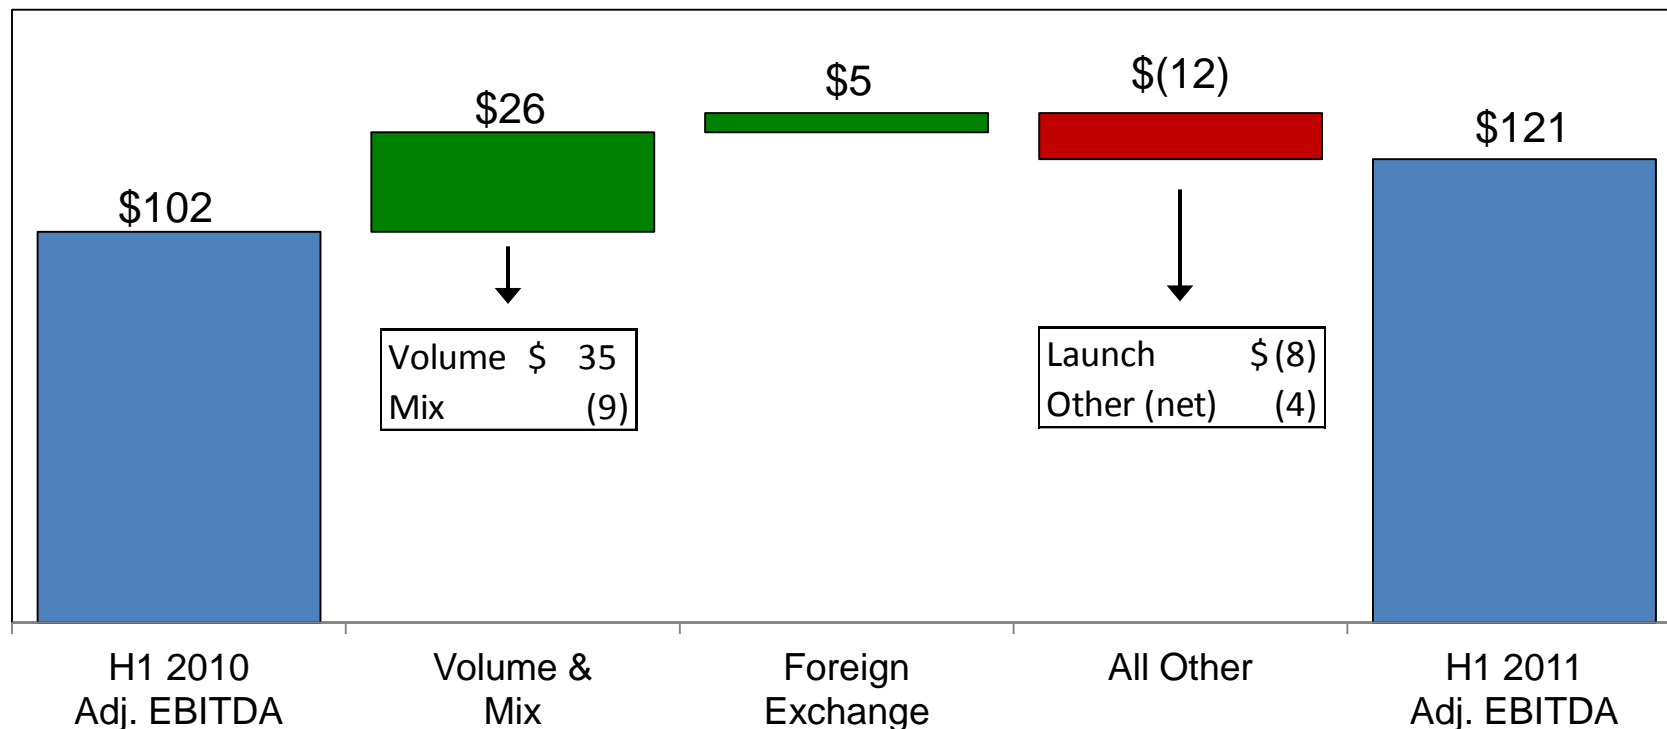 $102
$26
$5
$(12)
$121
Volume $ 35
Mix (9)
Launch $ (8)
Other (net) (4)
H1 2010
Adj. EBITDA
Volume &
Mix
Foreign
Exchange
All Other
H1 2011
Adj. EBITDA